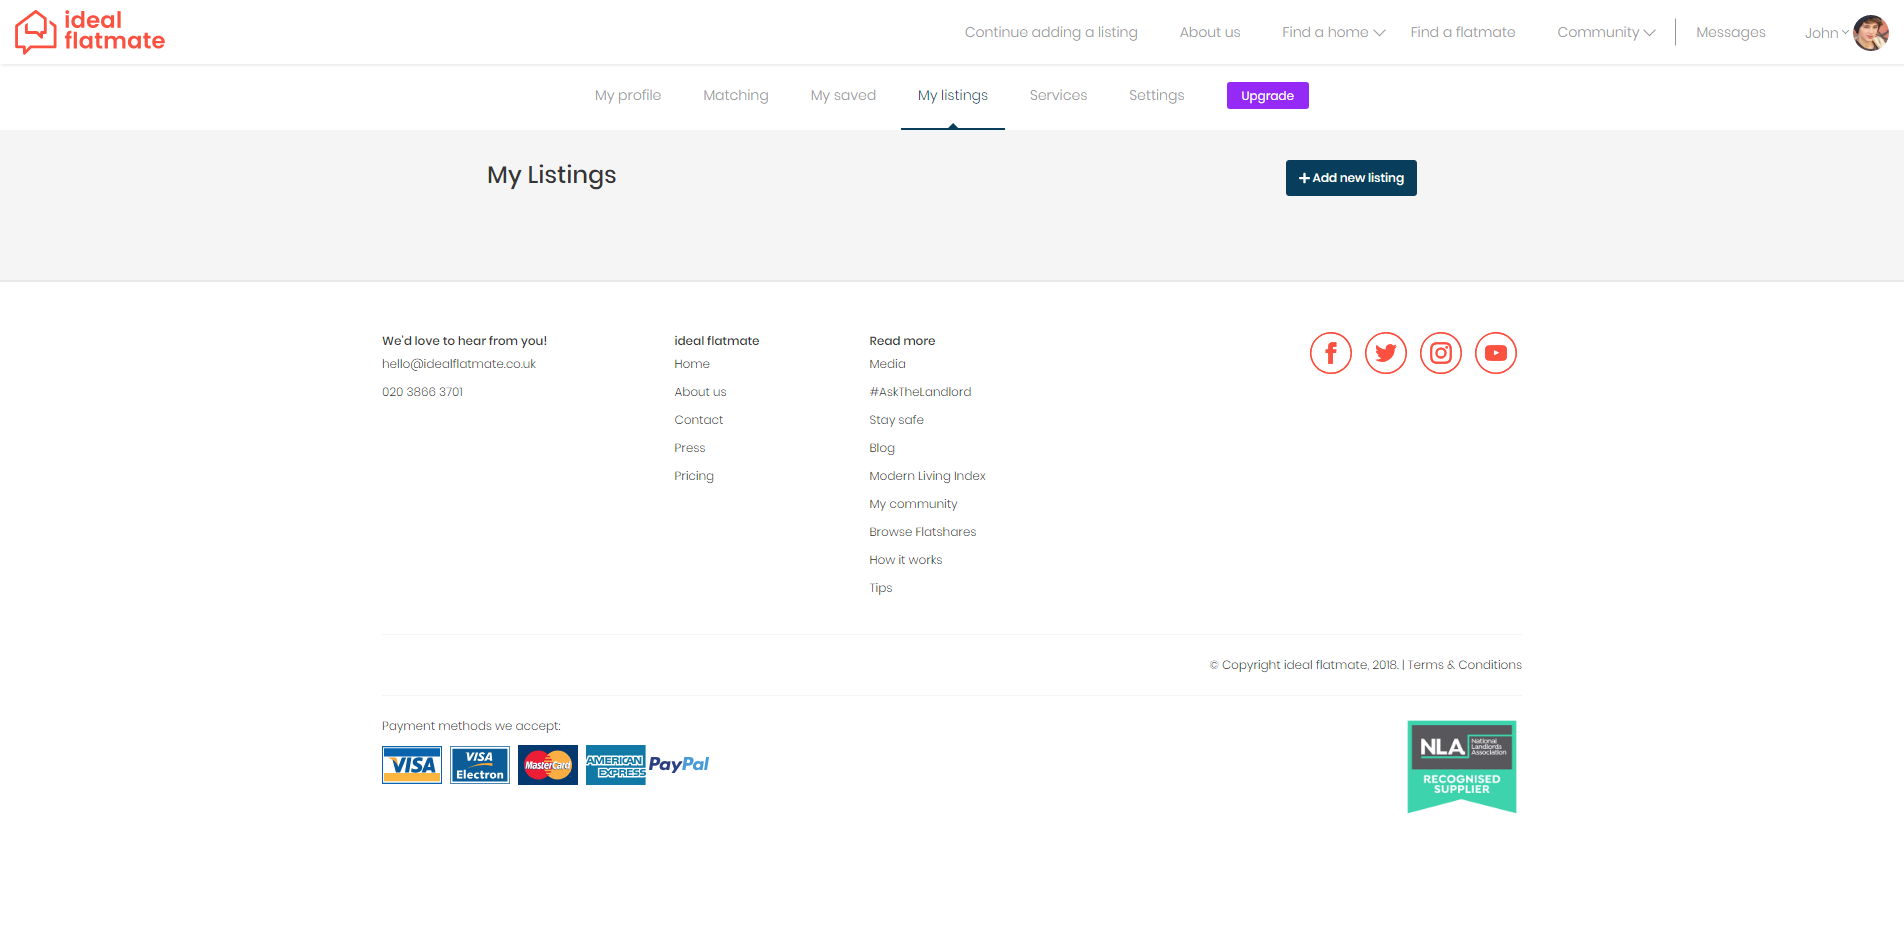 ideal
flatmate
Continue adding a listing
About us
Find a home
Find a flatmate
Community
Messages
John
My profile
Matching
My saved
My listings
Services
Settings
Upgrade
My Listings
Add new listing
We'd love to hear from you!
hello@idealflatmate.co.uk
020 3866 3701
ideal flatmate
Home
About us
Contact
Press
Pricing
Read more
Media
#AskTheLandlord
Stay safe
Blog
Modern Living Index
My community
Browse Flatshares
How it works
Tips
© Copyright ideal flatmate, 2018. | Terms & Conditions
Payment methods we accept:
VISA
VISA
Electron
MasterCard
AMERICAN
EXPRESS
PayPal
NLA
National
Landlords
Association
RECOGNISED
SUPPLIER